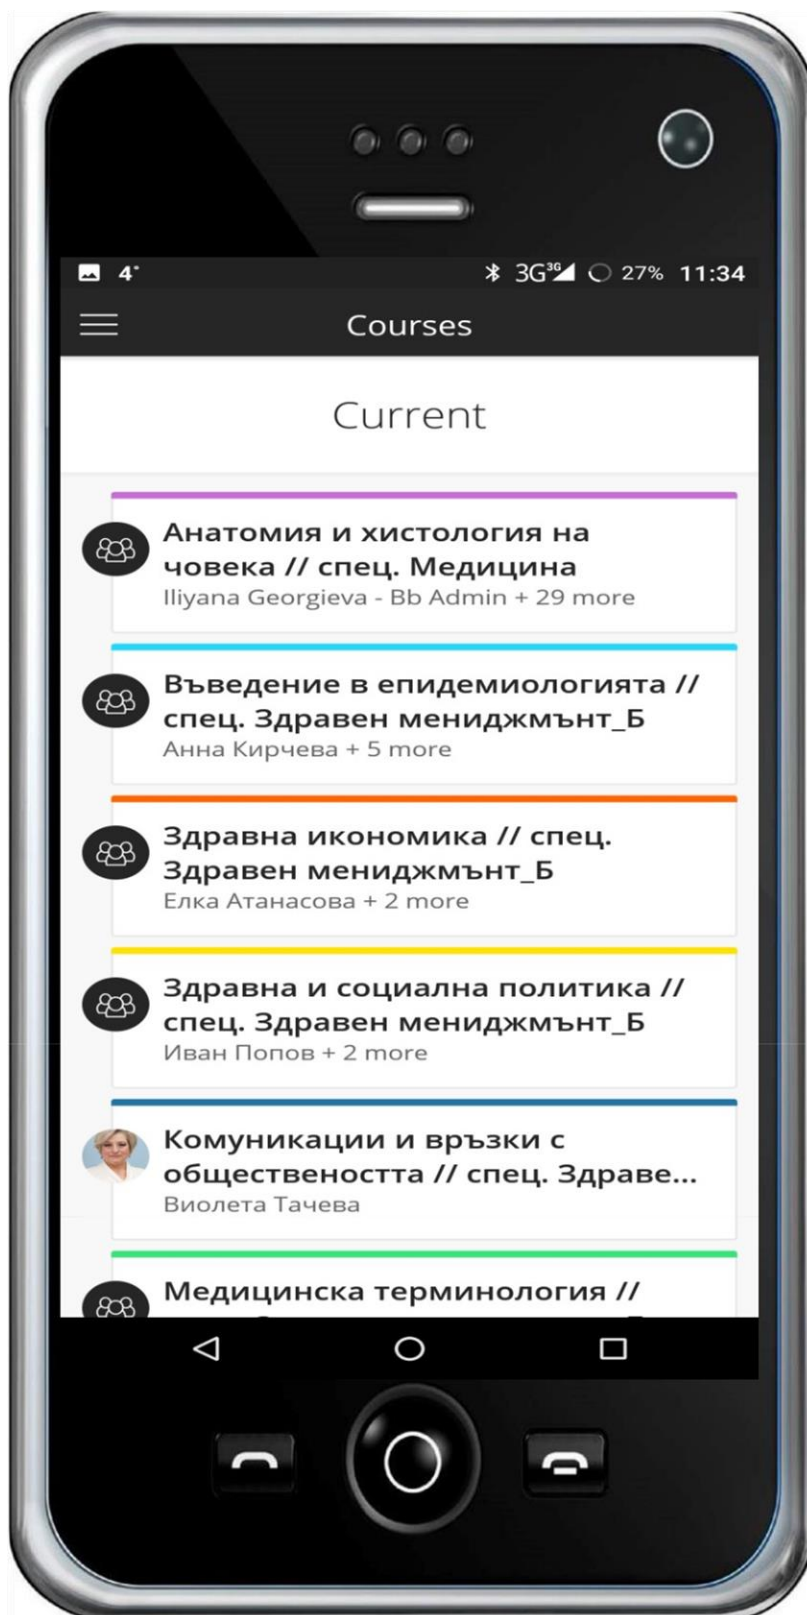 4°
3G 3G 27% 11:34
Courses
Current
Анатомия и хистология на
човека // спец. Медицина
Iliyana Georgieva - Bb Admin + 29 more
Въведение в епидемиологията //
спец. Здравен мениджмънт_Б
Анна Кирчева + 5 more
Здравна икономика // спец.
Здравен мениджмънт_Б
Елка Атанасова + 2 more
Здравна и социална политика //
спец. Здравен мениджмънт_Б
Иван Попов + 2 more
Комуникации и връзки с
обществеността // спец. Здраве...
Виолета Тачева
Медицинска терминология //